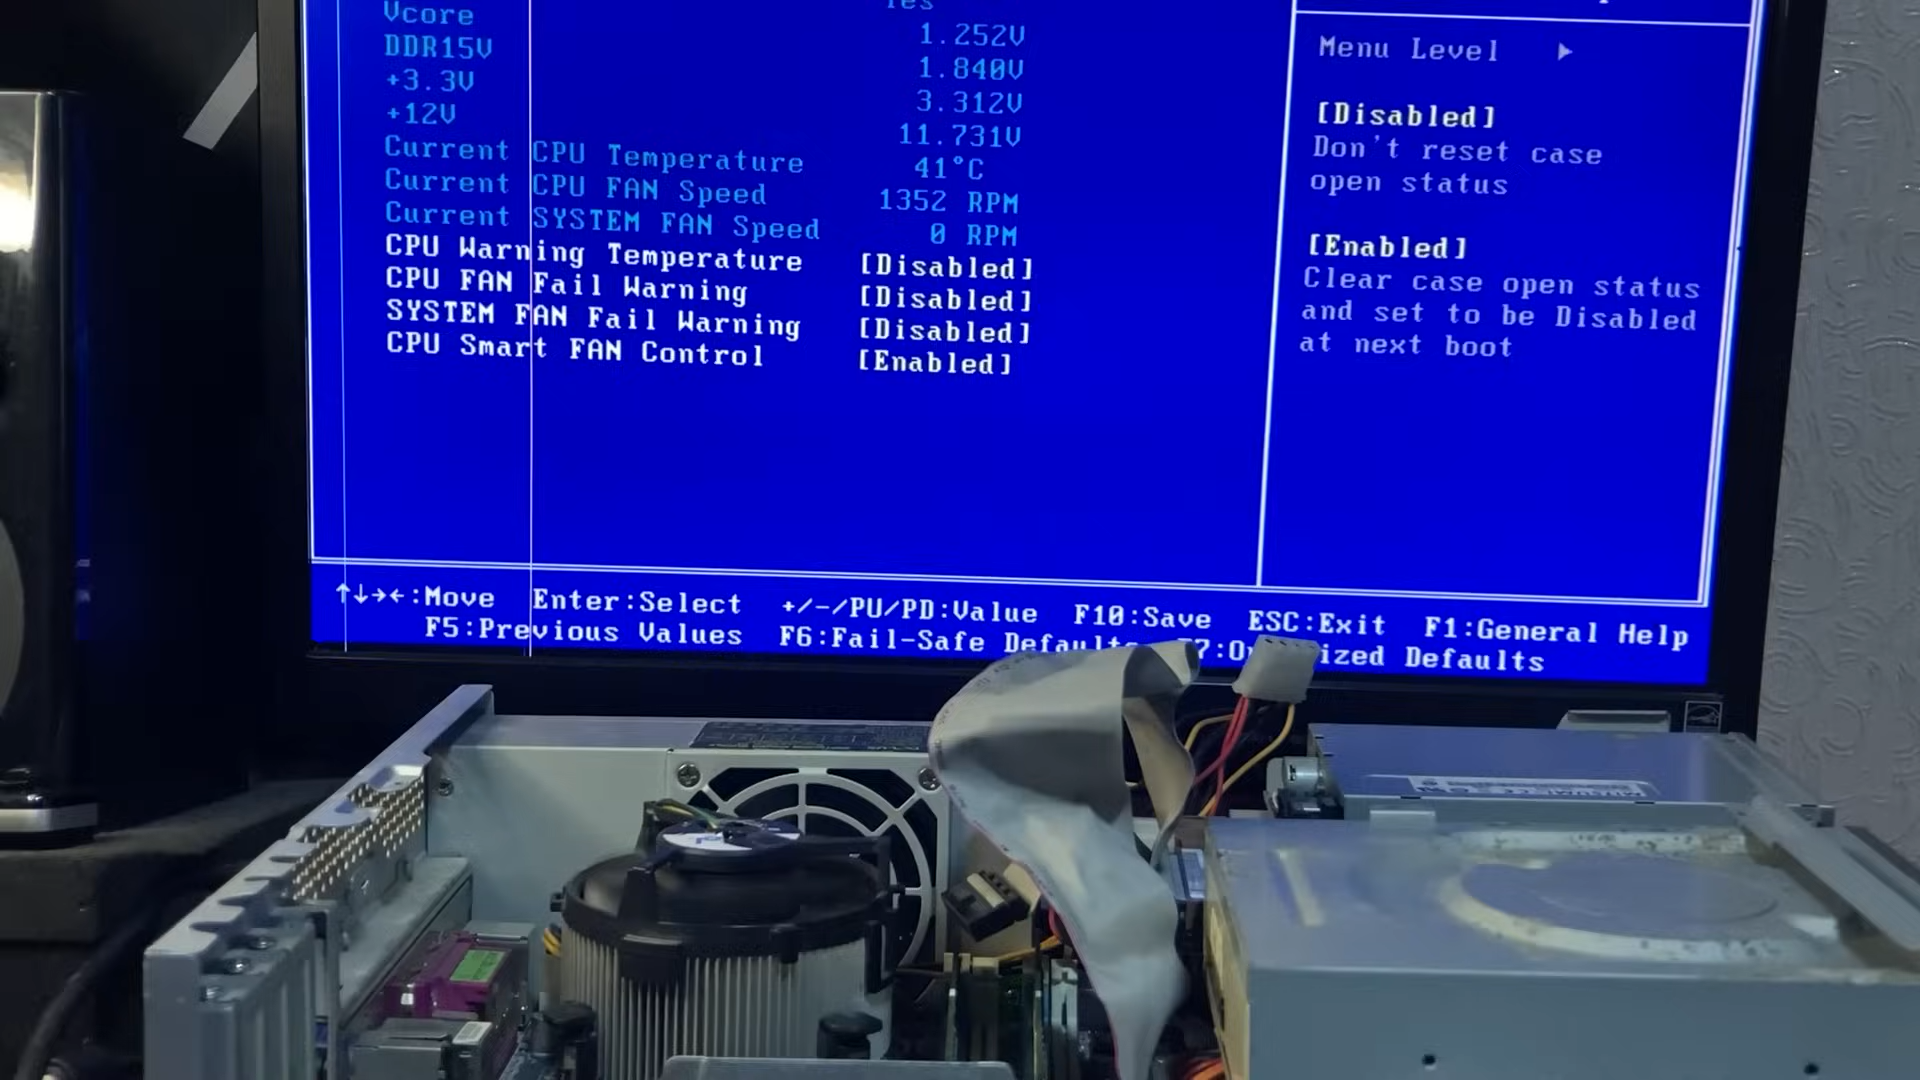 Yes
Vcore 1.252V
DDR15V 1.840V
+3.3V 3.312V
+12V 11.731V
Current CPU Temperature 41°C
Current CPU FAN Speed 1352 RPM
Current SYSTEM FAN Speed 0 RPM
CPU Warning Temperature [Disabled]
CPU FAN Fail Warning [Disabled]
SYSTEM FAN Fail Warning [Disabled]
CPU Smart FAN Control [Enabled]
Menu Level ▶
[Disabled]
Don't reset case
open status
[Enabled]
Clear case open status
and set to be Disabled
at next boot
↑↓→←:Move Enter:Select +/-/PU/PD:Value F10:Save ESC:Exit F1:General Help
F5:Previous Values F6:Fail-Safe Defaults Defaults